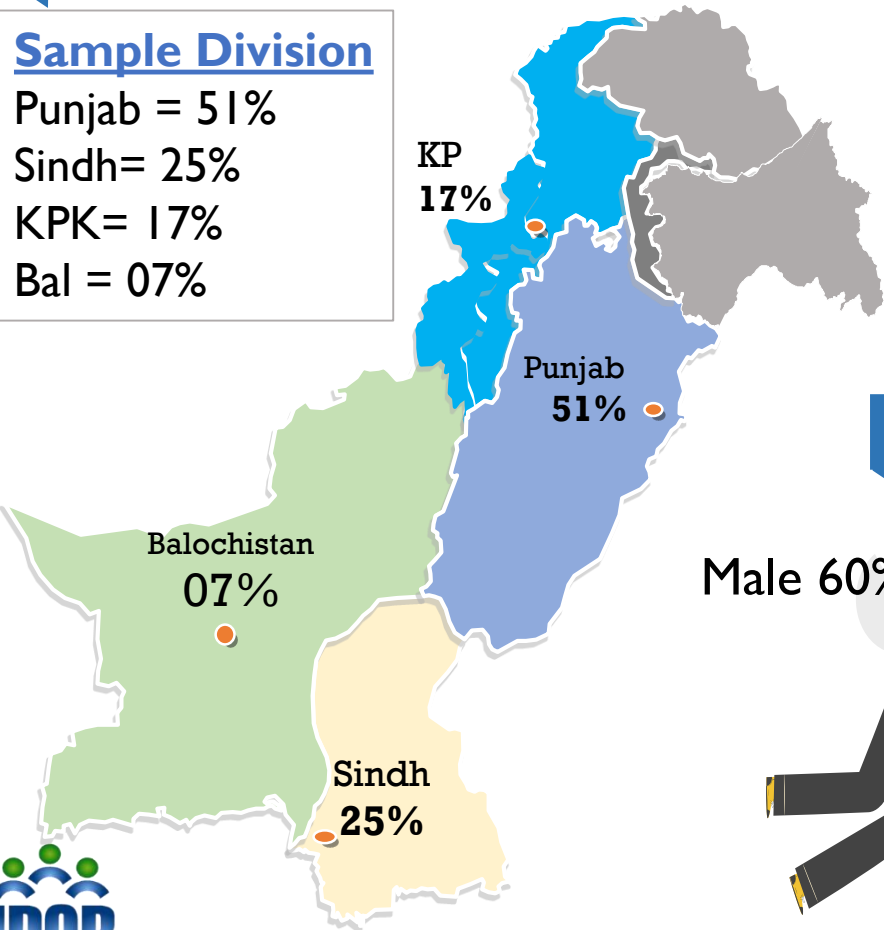 Sample Division
Punjab = 51%
Sindh= 25%
KPK= 17%
Bal = 07%
KP
17%
Punjab
51%
Balochistan
07%
Male 60%
Sindh
25%